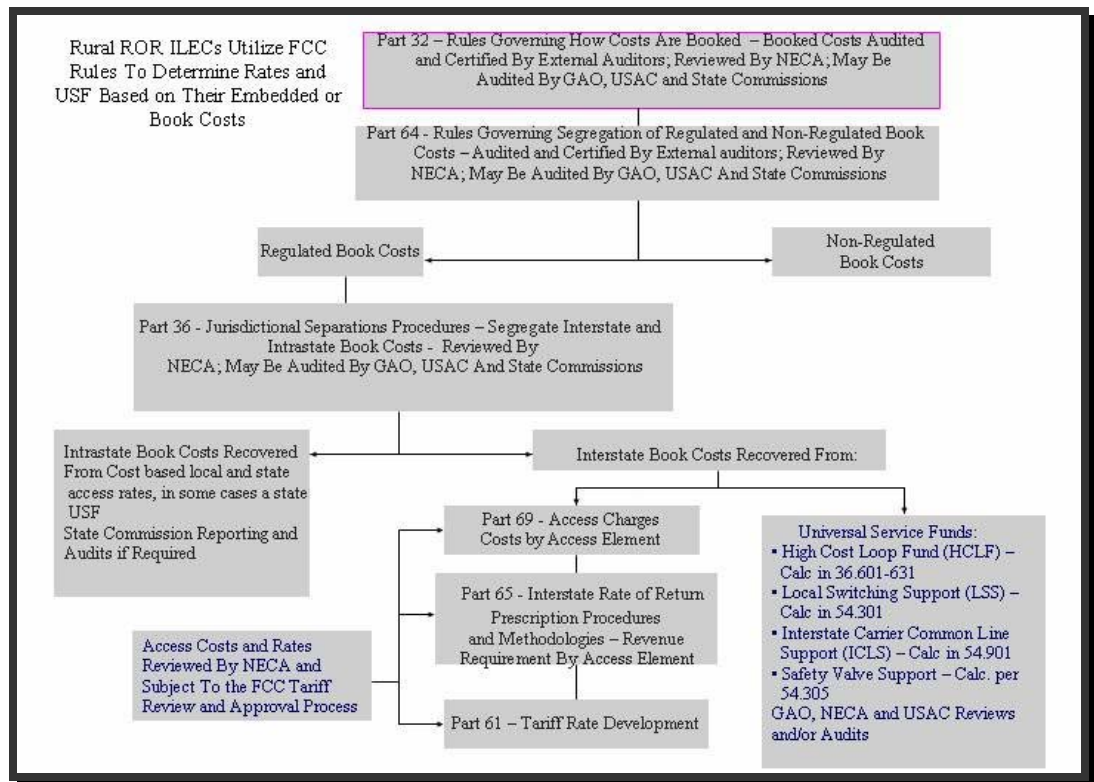 Rural ROR ILECs Utilize FCC
Rules To Determine Rates and
USF Based on Their Embedded or
Book Costs
Part 32 – Rules Governing How Costs Are Booked – Booked Costs Audited
and Certified By External Auditors; Reviewed By NECA; May Be
Audited By GAO, USAC and State Commissions
Part 64 - Rules Governing Segregation of Regulated and Non-Regulated Book
Costs – Audited and Certified By External auditors; Reviewed By
NECA; May Be Audited By GAO, USAC And State Commissions
Regulated Book Costs
Non-Regulated
Book Costs
Part 36 - Jurisdictional Separations Procedures – Segregate Interstate and
Intrastate Book Costs - Reviewed By
NECA; May Be Audited By GAO, USAC And State Commissions
Intrastate Book Costs Recovered
From Cost based local and state
access rates, in some cases a state
USF
State Commission Reporting and
Audits if Required
Interstate Book Costs Recovered From:
Part 69 - Access Charges
Costs by Access Element
Part 65 - Interstate Rate of Return
Prescription Procedures
and Methodologies – Revenue
Requirement By Access Element
Part 61 – Tariff Rate Development
Access Costs and Rates
Reviewed By NECA and
Subject To the FCC Tariff
Review and Approval Process
Universal Service Funds:
▪ High Cost Loop Fund (HCLF) –
Calc in 36.601-631
▪ Local Switching Support (LSS) –
Calc in 54.301
▪ Interstate Carrier Common Line
Support (ICLS) – Calc in 54.901
▪ Safety Valve Support – Calc. per
54.305
GAO, NECA and USAC Reviews
and/or Audits